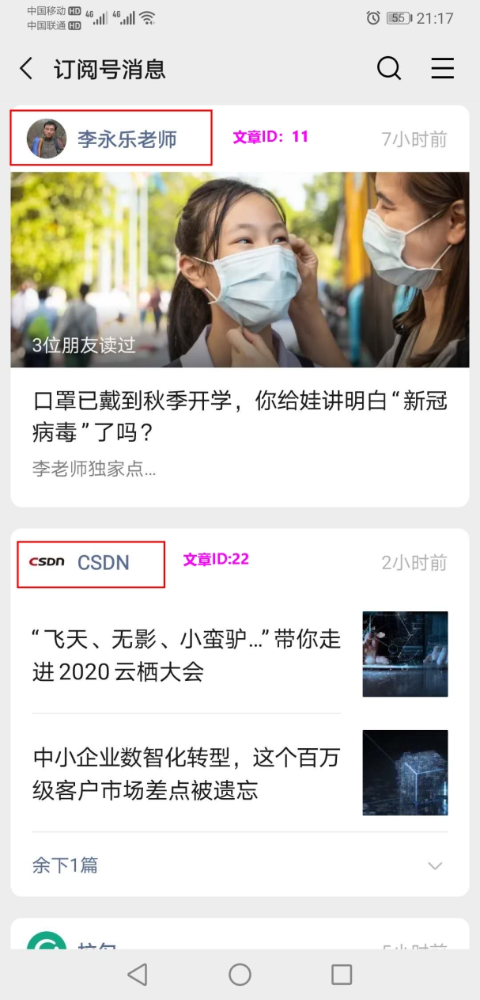 中国移动 HD 4G 4G 55 21:17
中国联通 HD
订阅号消息
李永乐老师 文章ID：11 7小时前
3位朋友读过
口罩已戴到秋季开学，你给娃讲明白“新冠
病毒”了吗？
李老师独家点...
CSDN CSDN 文章ID:22 2小时前
“飞天、无影、小蛮驴...”带你走
进2020云栖大会
中小企业数智化转型，这个百万
级客户市场差点被遗忘
余下1篇